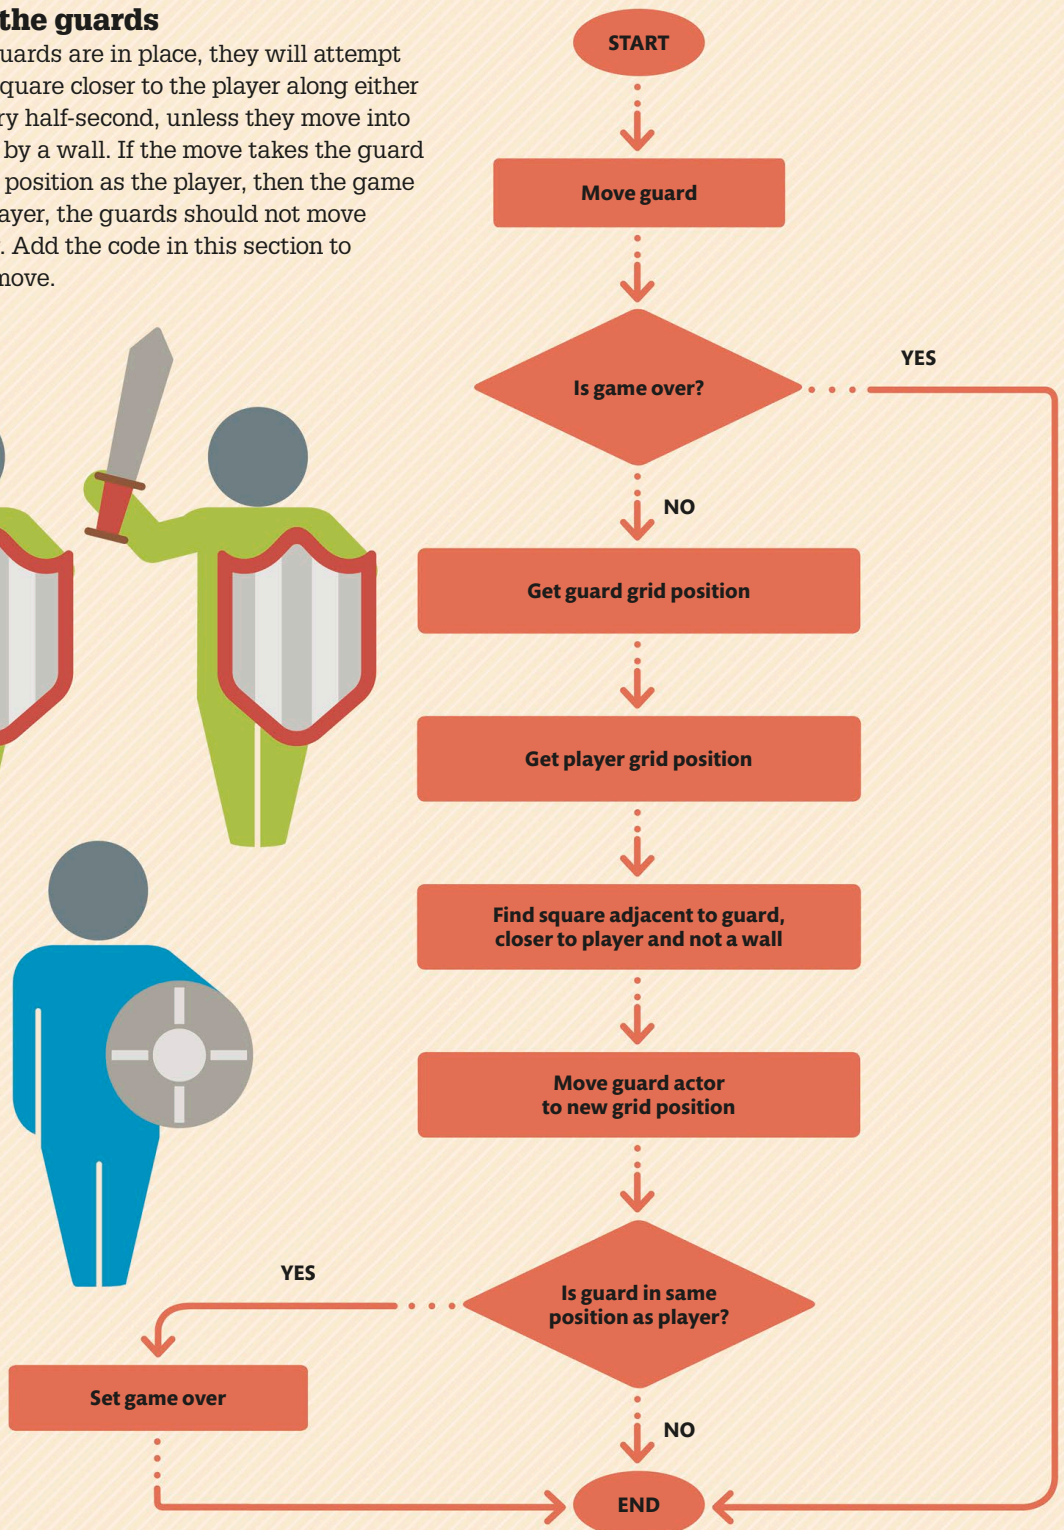 the guards
uards are in place, they will attempt
quare closer to the player along either
ry half-second, unless they move into
by a wall. If the move takes the guard
position as the player, then the game
ayer, the guards should not move
. Add the code in this section to
move.
START
Move guard
Is game over?
YES
NO
Get guard grid position
Get player grid position
Find square adjacent to guard,
closer to player and not a wall
Move guard actor
to new grid position
Is guard in same
position as player?
YES
Set game over
NO
END